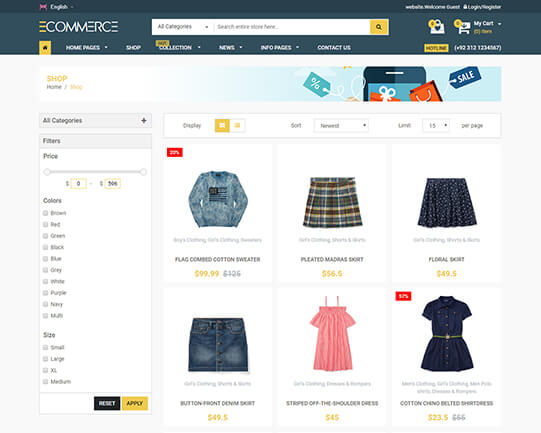 English
website.Welcome Guest Login/Register
ECOMMERCE
All Categories
Search entire store here...
0
My Cart
(0) item
HOME PAGES
SHOP
HOT
COLLECTION
NEWS
INFO PAGES
CONTACT US
HOTLINE
(+92 312 1234567)
SHOP
Home / Shop
SALE
All Categories +
Filters
Price
$ 0 - $ 596
Colors
Brown
Red
Green
Black
Blue
Grey
White
Purple
Navy
Multi
Size
Small
Large
XL
Medium
RESET APPLY
Display
Sort Newest
Limit 15 per page
20%
Boy's Clothing, Girl's Clothing, Sweaters
FLAG COMBED COTTON SWEATER
$99.99 $125
Girl's Clothing, Shorts & Skirts
PLEATED MADRAS SKIRT
$56.5
Girl's Clothing, Shorts & Skirts
FLORAL SKIRT
$49.5
Girl's Clothing, Shorts & Skirts
BUTTON-FRONT DENIM SKIRT
$49.5
Girl's Clothing, Dresses & Rompers
STRIPED OFF-THE-SHOULDER DRESS
$45
57%
Men's Clothing, Girl's Clothing, Men Polo
shirts, Dresses & Rompers
COTTON CHINO BELTED SHIRTDRESS
$23.5 $55